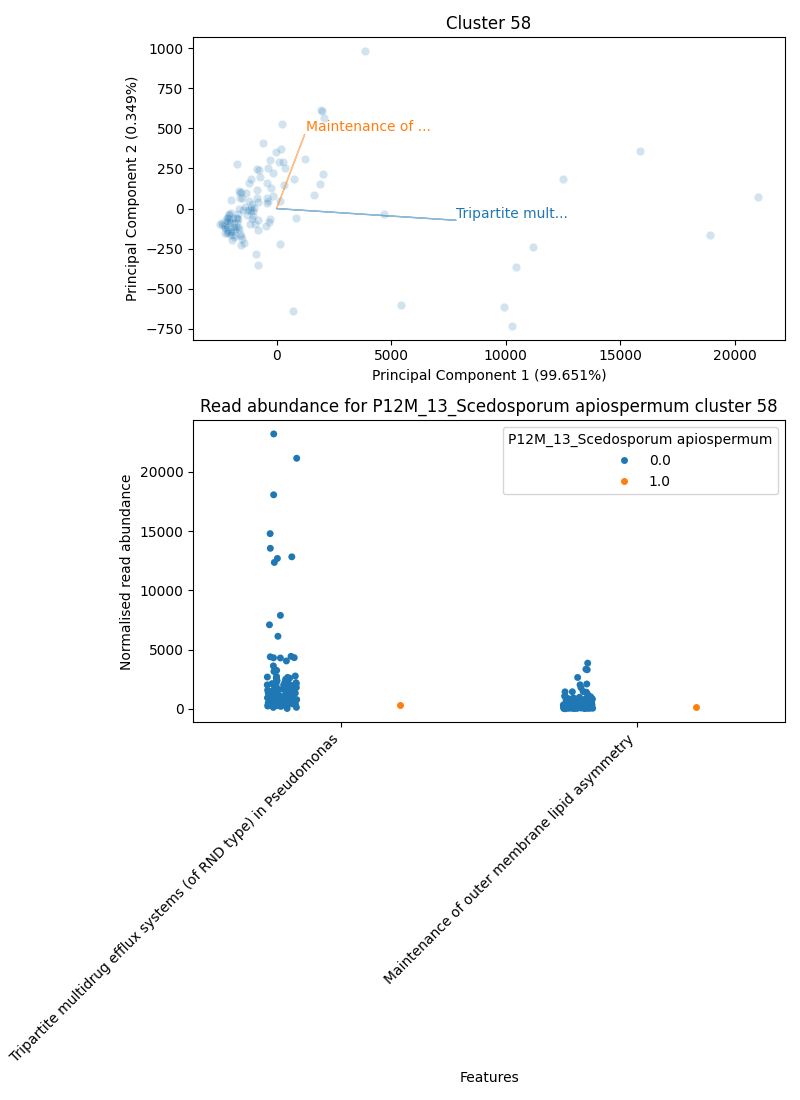 Cluster 58
1000
750
500
250
0
−250
−500
−750
Principal Component 2 (0.349%)
Maintenance of ...
Tripartite mult...
0 5000 10000 15000 20000
Principal Component 1 (99.651%)
Read abundance for P12M_13_Scedosporum apiospermum cluster 58
P12M_13_Scedosporum apiospermum
0.0
1.0
20000
15000
10000
5000
0
Normalised read abundance
Tripartite multidrug efflux systems (of RND type) in Pseudomonas
Maintenance of outer membrane lipid asymmetry
Features